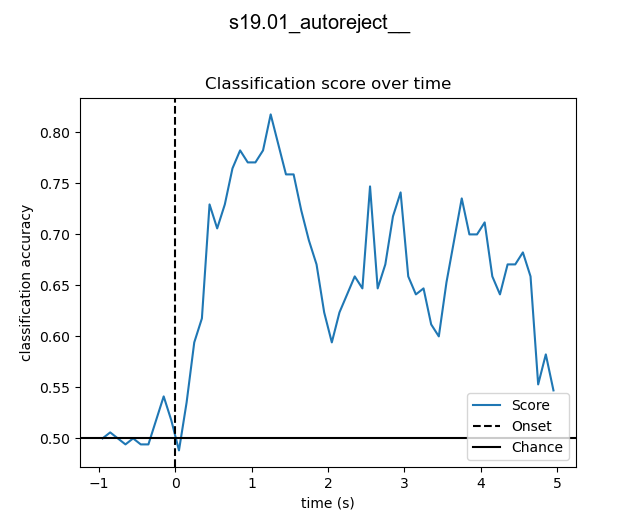 s19.01_autoreject__
Classification score over time
classification accuracy
0.80
0.75
0.70
0.65
0.60
0.55
0.50
Score
Onset
Chance
−1 0 1 2 3 4 5
time (s)